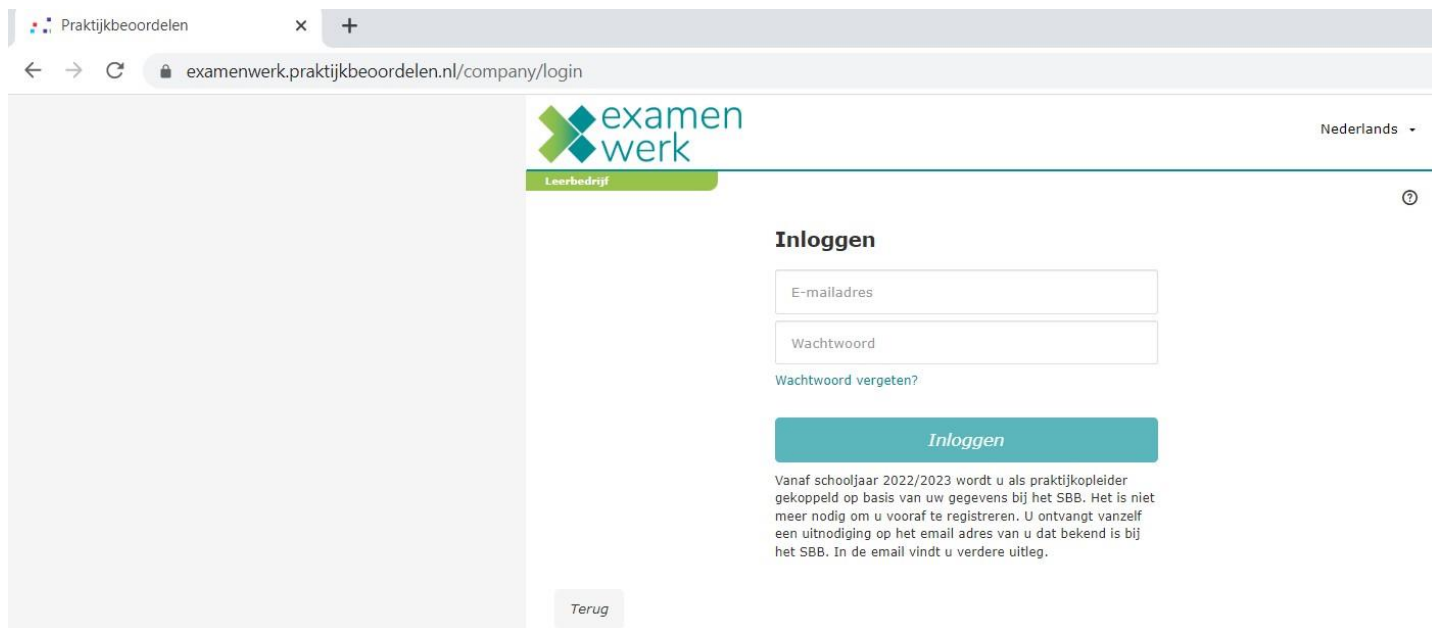 Praktijkbeoordelen
examenwerk.praktijkbeoordelen.nl/company/login
examen
werk
Nederlands
Leerbedrijf
Inloggen
E-mailadres
Wachtwoord
Wachtwoord vergeten?
Inloggen
Vanaf schooljaar 2022/2023 wordt u als praktijkopleider
gekoppeld op basis van uw gegevens bij het SBB. Het is niet
meer nodig om u vooraf te registreren. U ontvangt vanzelf
een uitnodiging op het email adres van u dat bekend is bij
het SBB. In de email vindt u verdere uitleg.
Terug